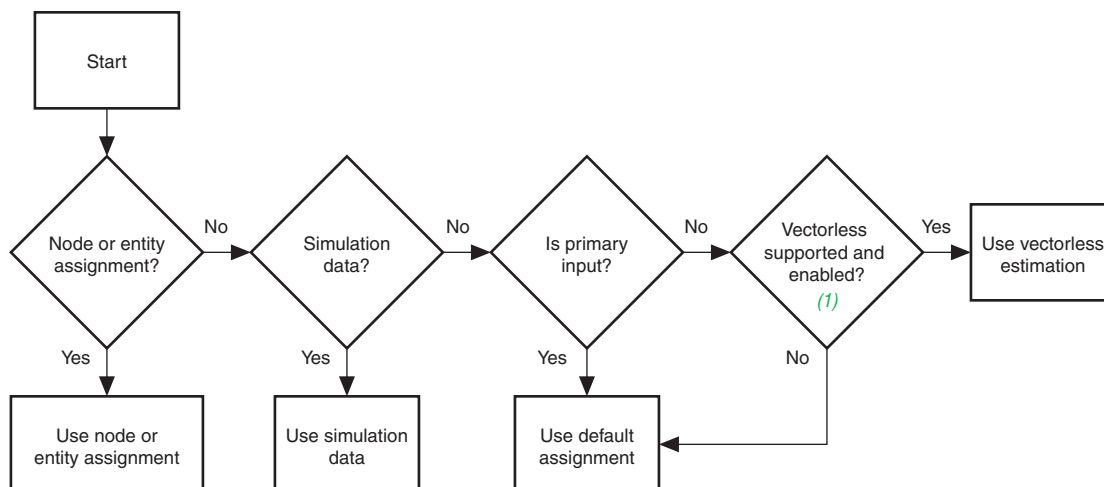 Start
Node or entity
assignment?
No
Simulation
data?
No
Is primary
input?
No
Vectorless
supported and
enabled?
(1)
Yes
Use vectorless
estimation
Yes
Yes
Yes
No
Use node or
entity assignment
Use simulation
data
Use default
assignment